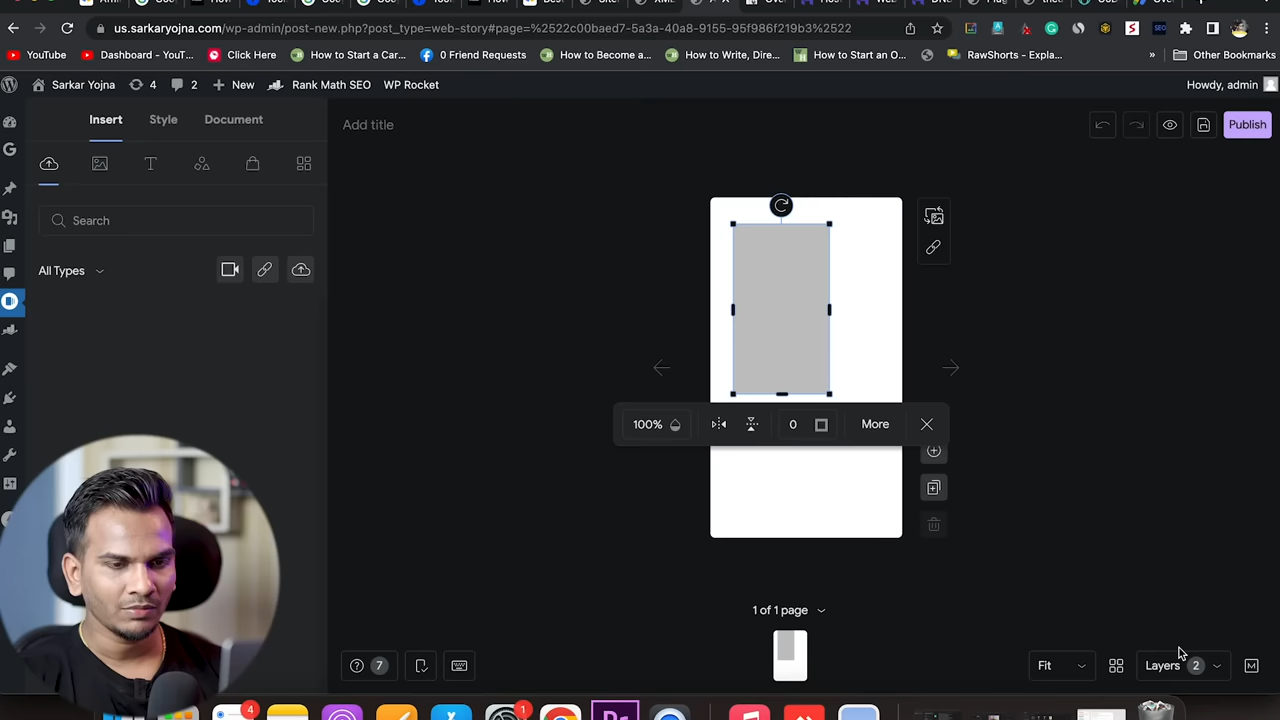 us.sarkaryojna.com/wp-admin/post-new.php?post_type=web-story#page=%2522c00baed7-5a3a-40a8-9155-95f986f219b3%2522
YouTube
Dashboard - YouT...
Click Here
How to Start a Car...
0 Friend Requests
How to Become a...
How to Write, Dire...
How to Start an O...
RawShorts - Expla...
»
Other Bookmarks
Sarkar Yojna
4
2
New
Rank Math SEO
WP Rocket
Howdy, admin
Insert
Style
Document
Add title
Publish
Search
All Types
100%
0
More
1 of 1 page
7
Fit
Layers 2
4
1